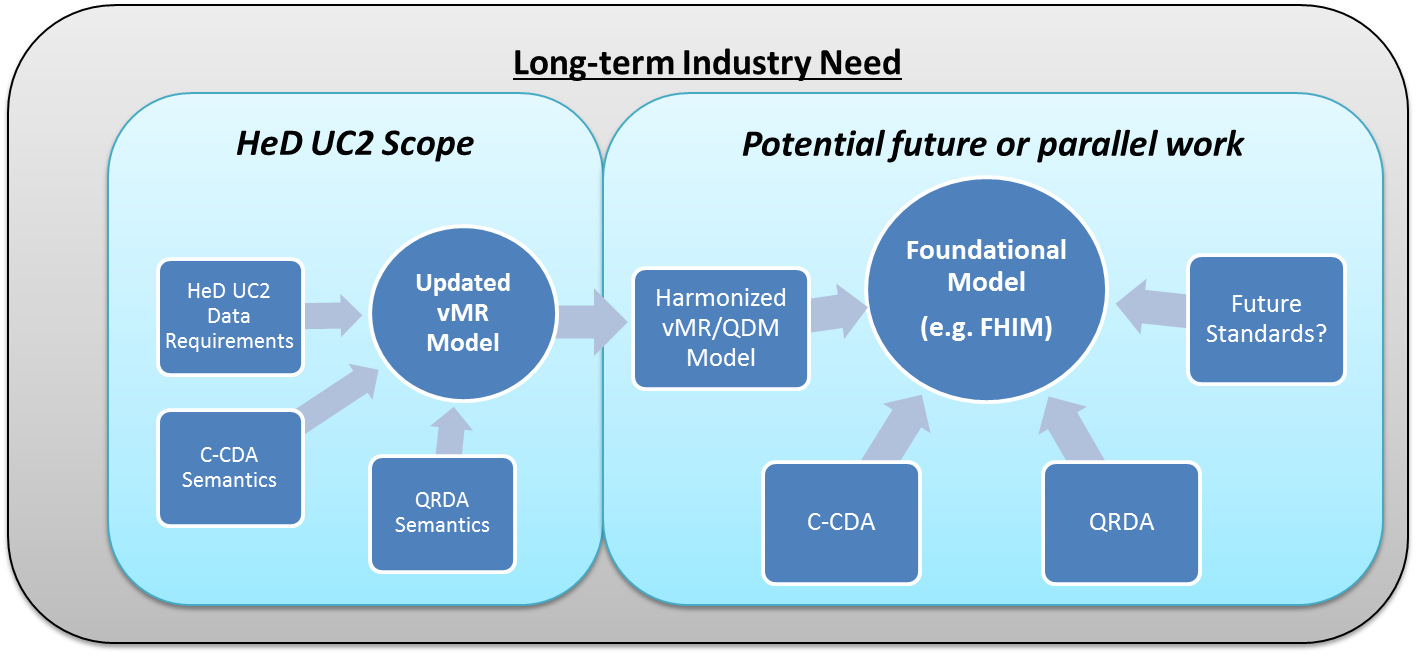 Long-term Industry Need
HeD UC2 Scope
HeD UC2
Data
Requirements
C-CDA
Semantics
QRDA
Semantics
Updated
vMR
Model
Potential future or parallel work
Harmonized
vMR/QDM
Model
Foundational
Model
(e.g. FHIM)
Future
Standards?
C-CDA
QRDA